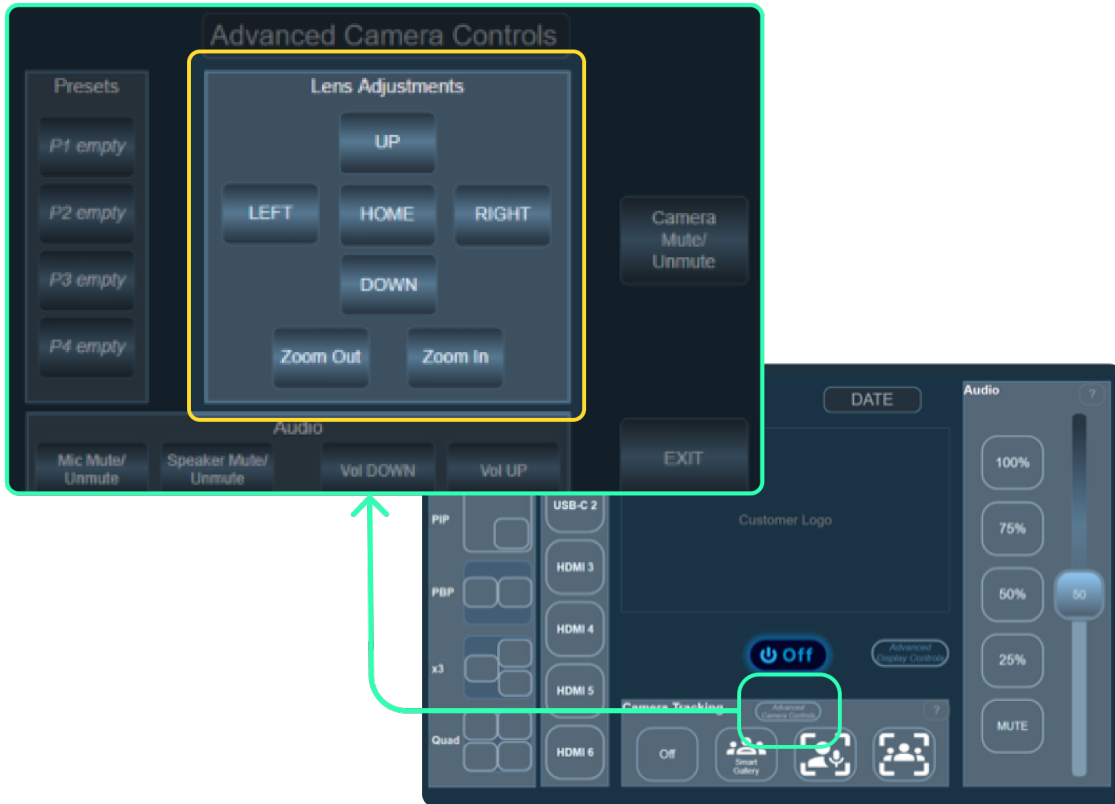 Advanced Camera Controls
Presets
P1 empty
P2 empty
P3 empty
P4 empty
Lens Adjustments
UP
LEFT
HOME
RIGHT
DOWN
Zoom Out
Zoom In
Camera
Mute/
Unmute
Audio
Mic Mute/
Unmute
Speaker Mute/
Unmute
Vol DOWN
Vol UP
EXIT
DATE
Customer Logo
PIP
PBP
x3
Quad
USB-C 2
HDMI 3
HDMI 4
HDMI 5
HDMI 6
Off
Advanced
Display Controls
Camera Tracking
Advanced
Camera Controls
?
Off
Smart
Gallery
Audio
?
100%
75%
50%
50
25%
MUTE